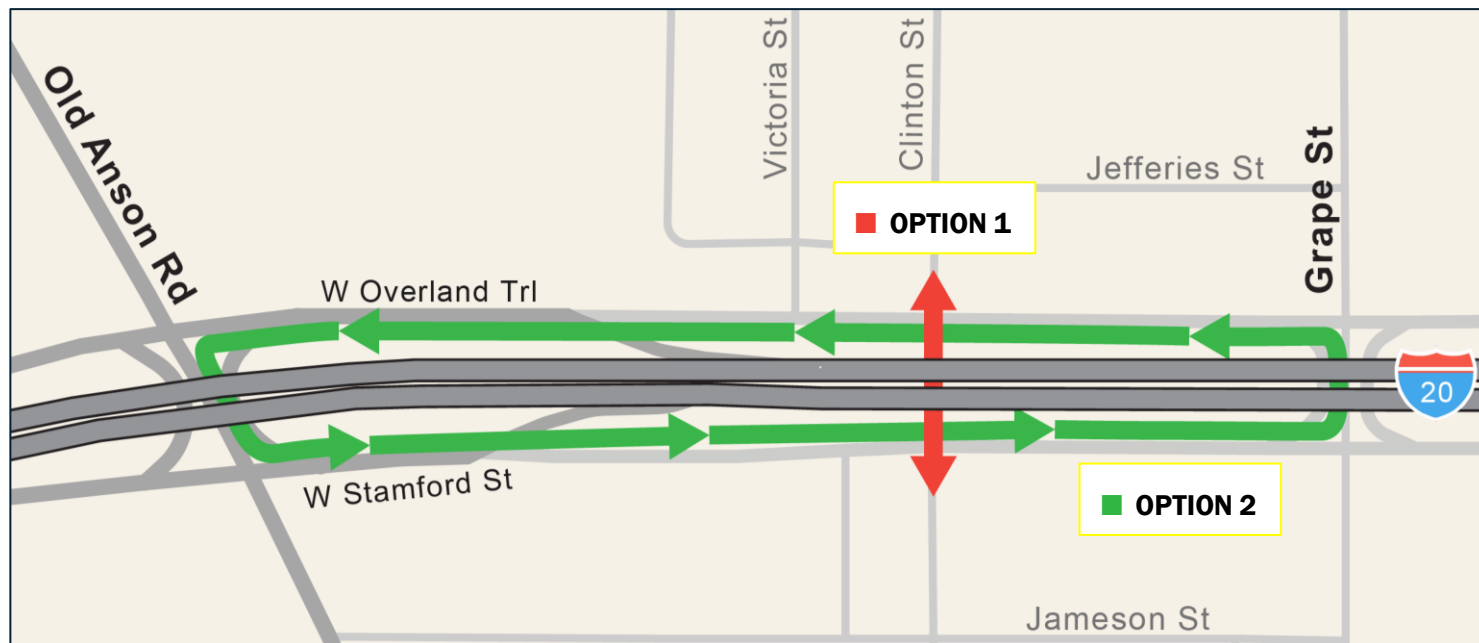 Old Anson Rd
Victoria St
Clinton St
Jefferies St
Grape St
OPTION 1
W Overland Trl
20
W Stamford St
OPTION 2
Jameson St